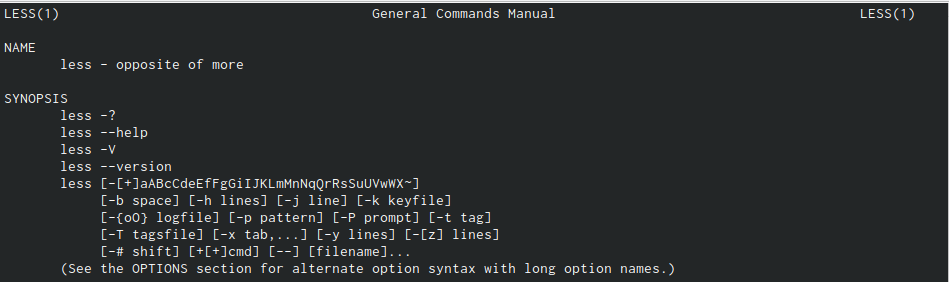 LESS(1) General Commands Manual LESS(1)
NAME
less - opposite of more
SYNOPSIS
less -?
less --help
less -V
less --version
less [-[+]aABcCdeEfFgGiIJKLmMnNqQrRsSuUVwWX~]
[-b space] [-h lines] [-j line] [-k keyfile]
[-{oO} logfile] [-p pattern] [-P prompt] [-t tag]
[-T tagsfile] [-x tab,...] [-y lines] [-[z] lines]
[-# shift] [+[+]cmd] [--] [filename]...
(See the OPTIONS section for alternate option syntax with long option names.)